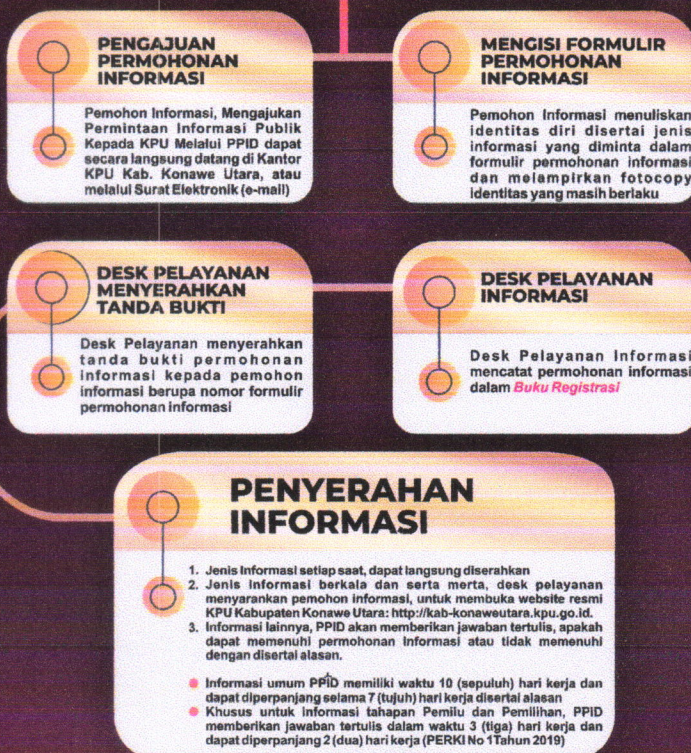 PENGAJUAN
PERMOHONAN
INFORMASI
Pemohon Informasi, Mengajukan
Permintaan Informasi Publik
Kepada KPU Melalui PPID dapat
secara langsung datang di Kantor
KPU Kab. Konawe Utara, atau
melalui Surat Elektronik (e-mail)
MENGISI FORMULIR
PERMOHONAN
INFORMASI
Pemohon Informasi menuliskan
identitas diri disertai jenis
informasi yang diminta dalam
formulir permohonan informasi
dan melampirkan fotocopy
identitas yang masih berlaku
DESK PELAYANAN
MENYERAHKAN
TANDA BUKTI
Desk Pelayanan menyerahkan
tanda bukti permohonan
informasi kepada pemohon
informasi berupa nomor formulir
permohonan informasi
DESK PELAYANAN
INFORMASI
Desk Pelayanan Informasi
mencatat permohonan informasi
dalam Buku Registrasi
PENYERAHAN
INFORMASI
1. Jenis Informasi setiap saat, dapat langsung diserahkan
2. Jenis Informasi berkala dan serta merta, desk pelayanan
menyarankan pemohon informasi, untuk membuka website resmi
KPU Kabupaten Konawe Utara: http://kab-konaweutara.kpu.go.id.
3. Informasi lainnya, PPID akan memberikan jawaban tertulis, apakah
dapat memenuhi permohonan Informasi atau tidak memenuhi
dengan disertai alasan.
Informasi umum PPID memiliki waktu 10 (sepuluh) hari kerja dan
dapat diperpanjang selama 7 (tujuh) hari kerja disertai alasan
Khusus untuk informasi tahapan Pemilu dan Pemilihan, PPID
memberikan jawaban tertulis dalam waktu 3 (tiga) hari kerja dan
dapat diperpanjang 2 (dua) hari kerja (PERKI No 1 Tahun 2019)